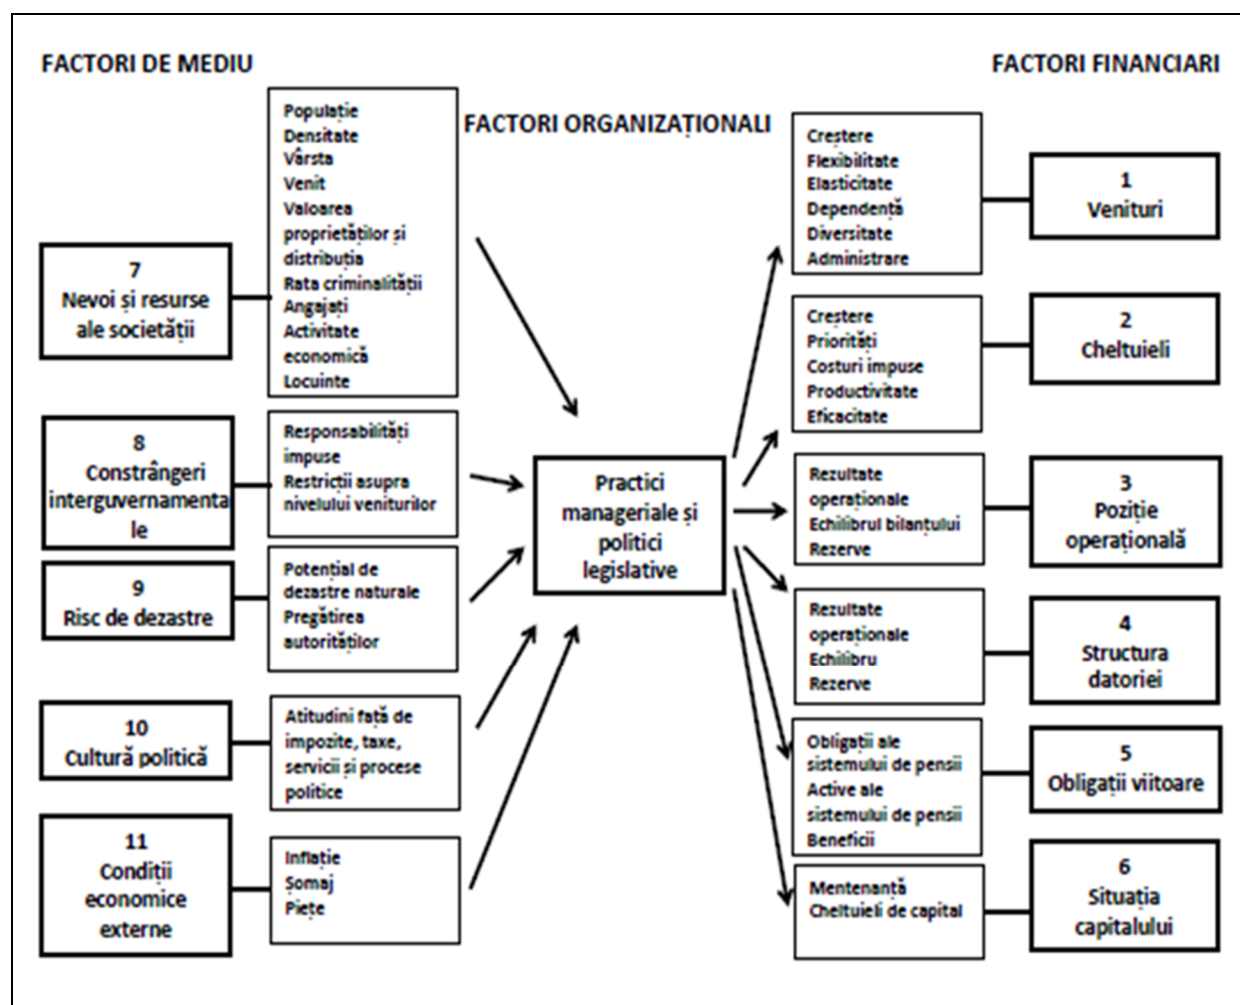 FACTORI DE MEDIU
FACTORI ORGANIZAȚIONALI
FACTORI FINANCIARI
7
Nevoi și resurse
ale societății
Populație
Densitate
Vârsta
Venit
Valoarea
proprietăților și
distribuția
Rata criminalității
Angajați
Activitate
economică
Locuinte
8
Constrângeri
interguvernamenta
le
Responsabilități
impuse
Restricții asupra
nivelului veniturilor
9
Risc de dezastre
Potențial de
dezastre naturale
Pregătirea
autorităților
10
Cultură politică
Atitudini față de
impozite, taxe,
servicii și procese
politice
11
Condiții
economice
externe
Inflație
Șomaj
Piețe
Practici
manageriale și
politici
legislative
Creștere
Flexibilitate
Elasticitate
Dependență
Diversitate
Administrare
1
Venituri
Creștere
Priorități
Costuri impuse
Productivitate
Eficacitate
2
Cheltuieli
Rezultate
operaționale
Echilibrul bilanțului
Rezerve
3
Poziție
operațională
Rezultate
operaționale
Echilibru
Rezerve
4
Structura
datoriei
Obligații ale
sistemului de pensii
Active ale
sistemului de pensii
Beneficii
5
Obligații viitoare
Mentenanță
Cheltuieli de capital
6
Situația
capitalului